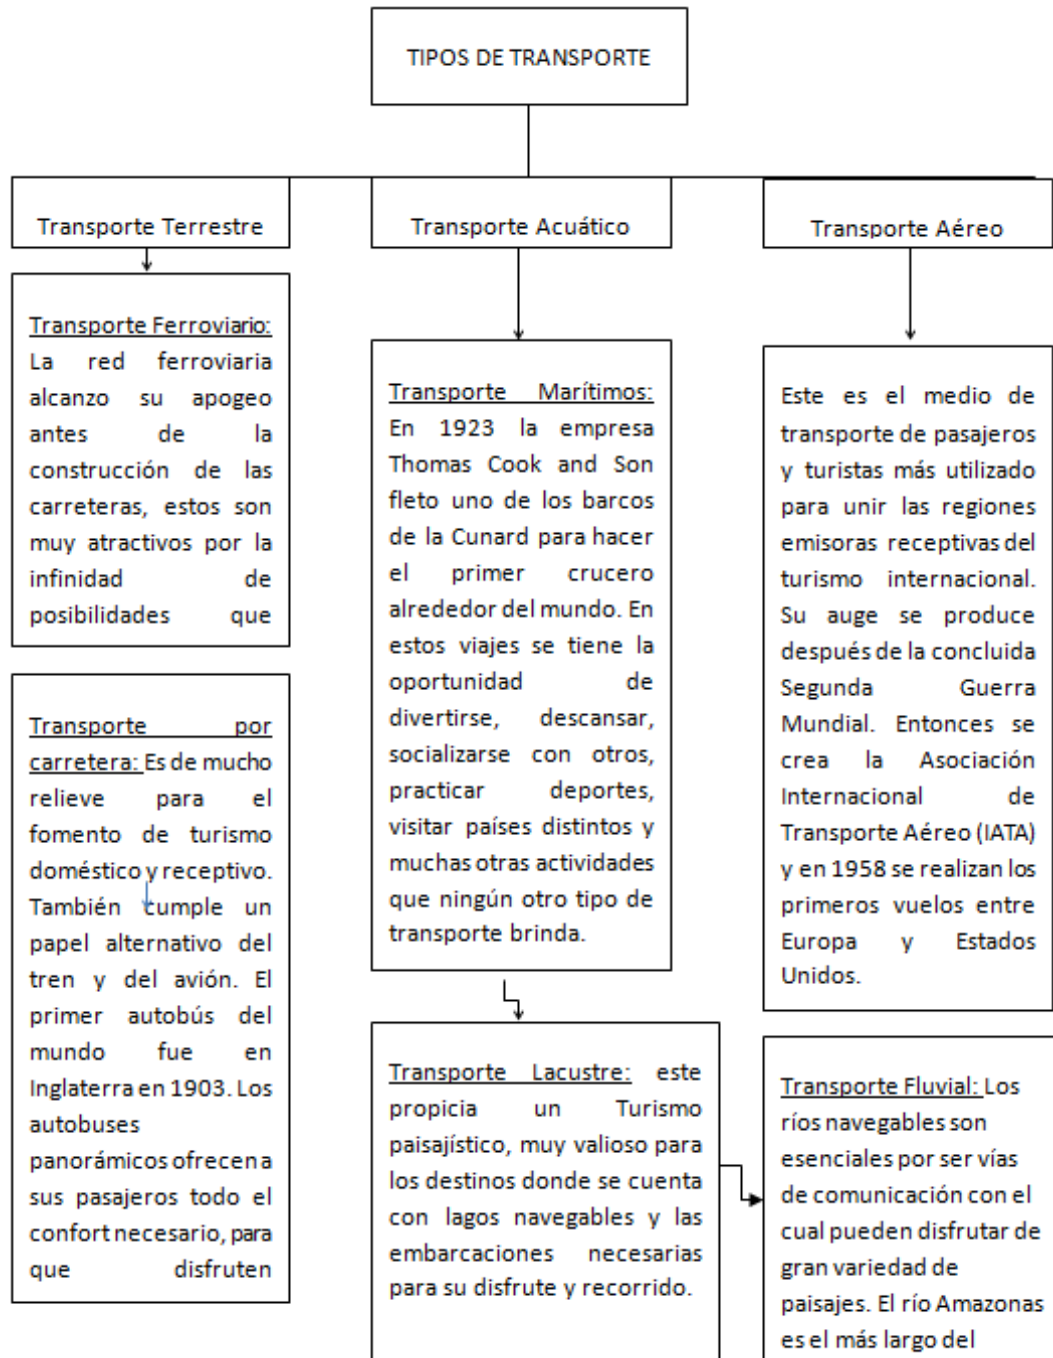 TIPOS DE TRANSPORTE
Transporte Terrestre
Transporte Ferroviario:
La red ferroviaria
alcanzo su apogeo
antes de la
construcción de las
carreteras, estos son
muy atractivos por la
infinidad de
posibilidades que
Transporte por
carretera: Es de mucho
relieve para el
fomento de turismo
doméstico y receptivo.
También cumple un
papel alternativo del
tren y del avión. El
primer autobús del
mundo fue en
Inglaterra en 1903. Los
autobuses
panorámicos ofrecen a
sus pasajeros todo el
confort necesario, para
que disfruten
Transporte Acuático
Transporte Marítimos:
En 1923 la empresa
Thomas Cook and Son
fleto uno de los barcos
de la Cunard para hacer
el primer crucero
alrededor del mundo. En
estos viajes se tiene la
oportunidad de
divertirse, descansar,
socializarse con otros,
practicar deportes,
visitar países distintos y
muchas otras actividades
que ningún otro tipo de
transporte brinda.
Transporte Lacustre: este
propicia un Turismo
paisajístico, muy valioso para
los destinos donde se cuenta
con lagos navegables y las
embarcaciones necesarias
para su disfrute y recorrido.
Transporte Fluvial: Los
ríos navegables son
esenciales por ser vías
de comunicación con el
cual pueden disfrutar de
gran variedad de
paisajes. El río Amazonas
es el más largo del
Transporte Aéreo
Este es el medio de
transporte de pasajeros
y turistas más utilizado
para unir las regiones
emisoras receptivas del
turismo internacional.
Su auge se produce
después de la concluida
Segunda Guerra
Mundial. Entonces se
crea la Asociación
Internacional de
Transporte Aéreo (IATA)
y en 1958 se realizan los
primeros vuelos entre
Europa y Estados
Unidos.